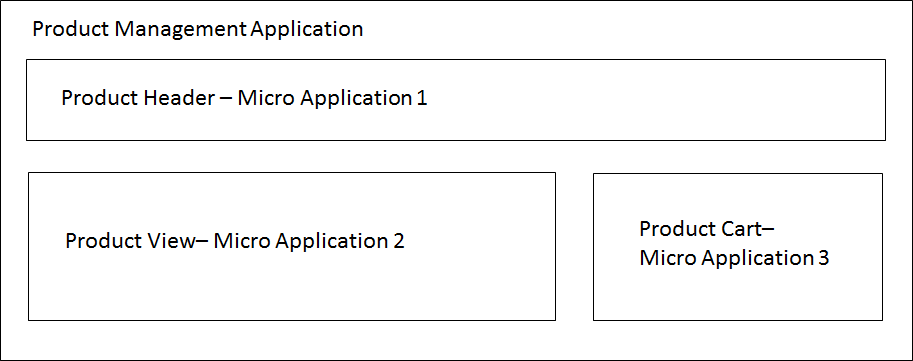 Product Management Application
Product Header – Micro Application 1
Product View– Micro Application 2
Product Cart–
Micro Application 3